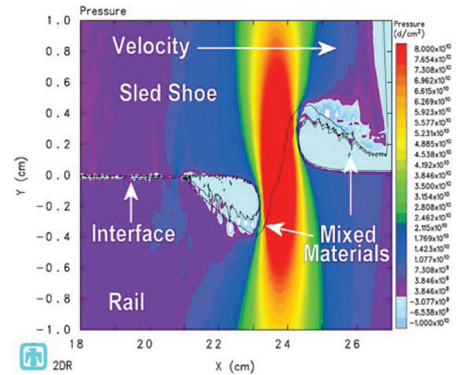 Pressure
Pressure
(d/cm²)
Velocity
Sled Shoe
Interface
Mixed
Materials
Rail
Y (cm)
1.0
0.8
0.6
0.4
0.2
0.0
-0.2
-0.4
-0.6
-0.8
-1.0
18
20
22
24
26
X (cm)
2DR
8.000x10¹⁰
7.654x10¹⁰
7.308x10¹⁰
6.962x10¹⁰
6.615x10¹⁰
6.269x10¹⁰
5.923x10¹⁰
5.577x10¹⁰
5.231x10¹⁰
4.885x10¹⁰
4.538x10¹⁰
4.192x10¹⁰
3.846x10¹⁰
3.500x10¹⁰
3.154x10¹⁰
2.808x10¹⁰
2.462x10¹⁰
2.115x10¹⁰
1.769x10¹⁰
1.423x10¹⁰
1.077x10¹⁰
7.308x10⁹
3.846x10⁹
3.846x10⁸
-3.077x10⁹
-6.538x10⁹
-1.000x10¹⁰